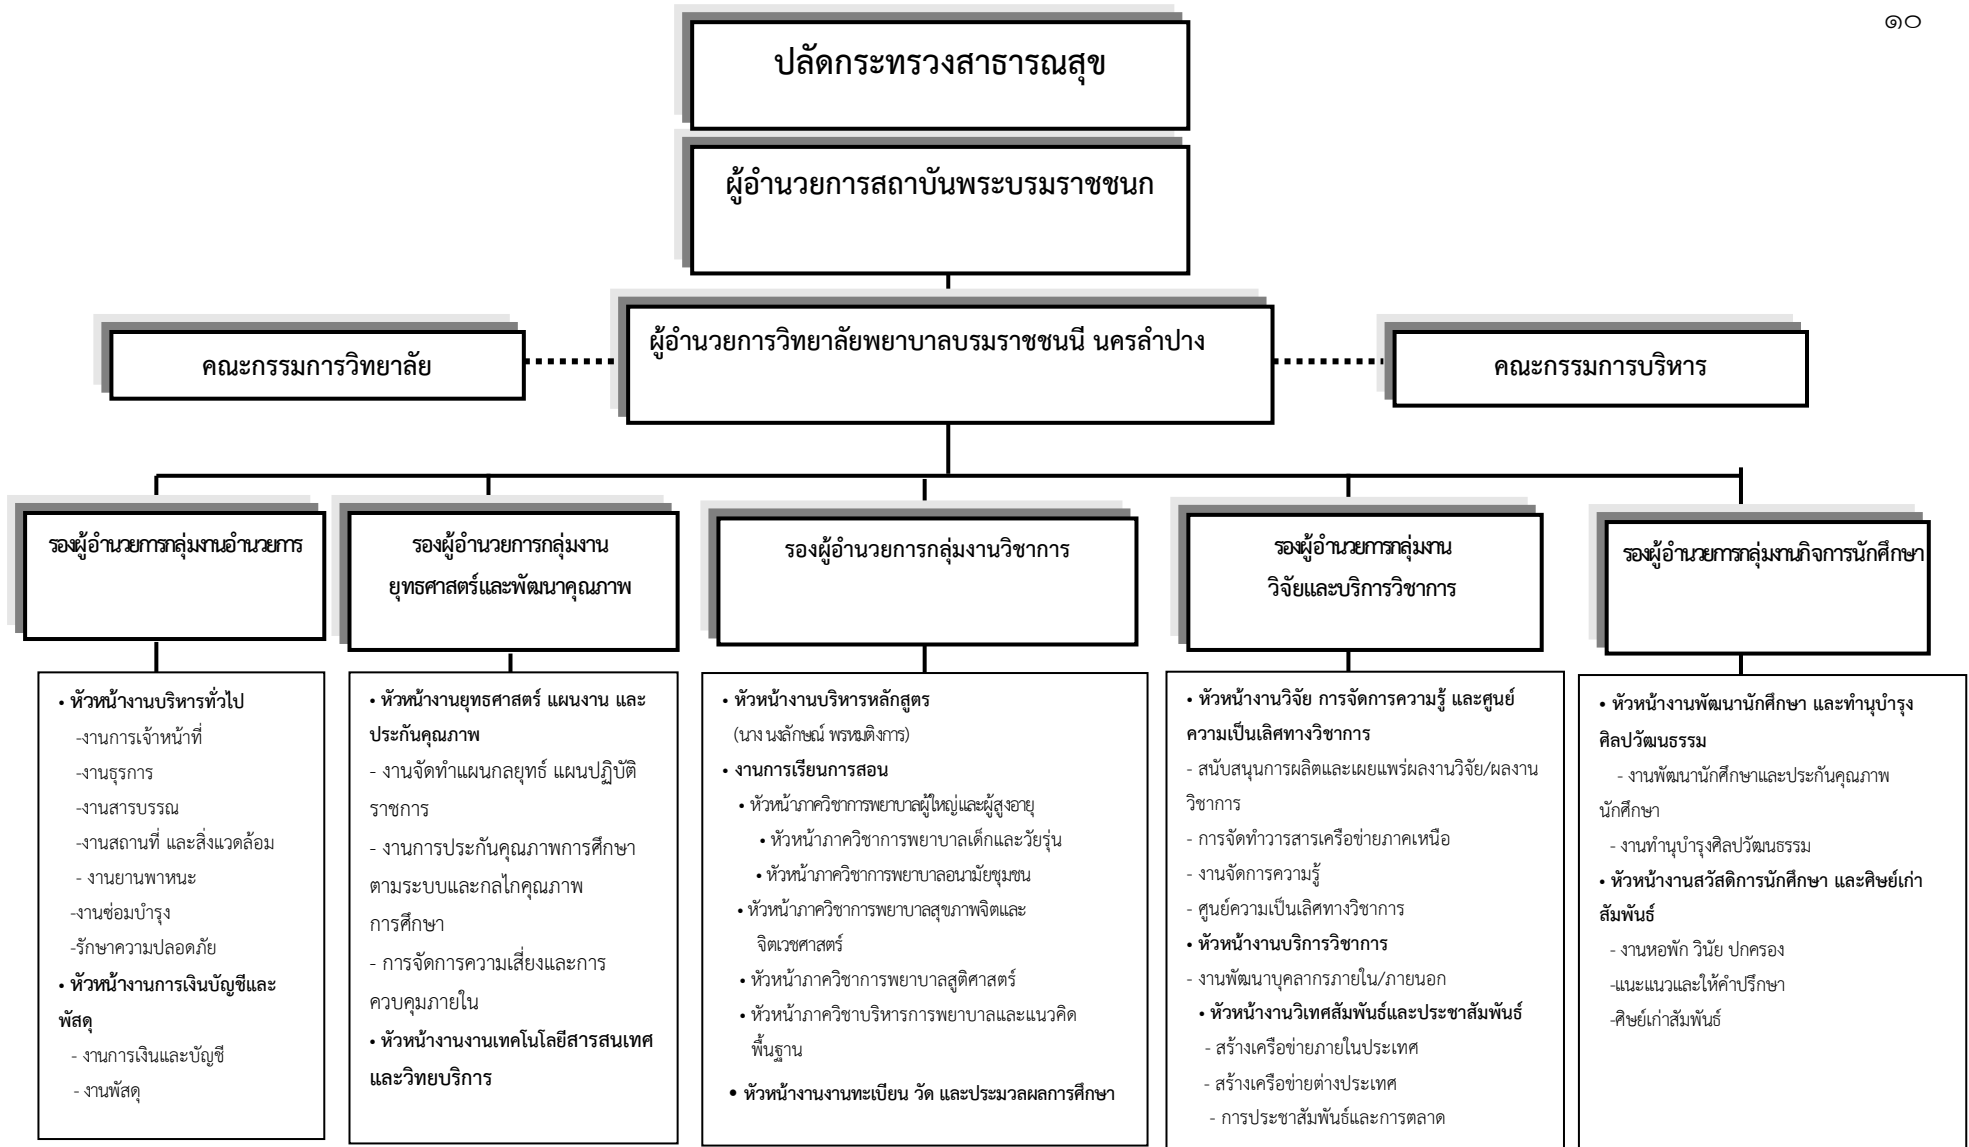 ๑๐
ปลัดกระทรวงสาธารณสุข
ผู้อำนวยการสถาบันพระบรมราชชนก
ผู้อำนวยการวิทยาลัยพยาบาลบรมราชชนนี นครลำปาง
คณะกรรมการวิทยาลัย
คณะกรรมการบริหาร
รองผู้อำนวยการกลุ่มงานอำนวยการ
รองผู้อำนวยการกลุ่มงาน
ยุทธศาสตร์และพัฒนาคุณภาพ
รองผู้อำนวยการกลุ่มงานวิชาการ
รองผู้อำนวยการกลุ่มงาน
วิจัยและบริการวิชาการ
รองผู้อำนวยการกลุ่มงานกิจการนักศึกษา
• หัวหน้างานบริหารทั่วไป
-งานการเจ้าหน้าที่
-งานธุรการ
-งานสารบรรณ
-งานสถานที่ และสิ่งแวดล้อม
- งานยานพาหนะ
-งานซ่อมบำรุง
-รักษาความปลอดภัย
• หัวหน้างานการเงินบัญชีและ
พัสดุ
- งานการเงินและบัญชี
- งานพัสดุ
• หัวหน้างานยุทธศาสตร์ แผนงาน และ
ประกันคุณภาพ
- งานจัดทำแผนกลยุทธ์ แผนปฏิบัติ
ราชการ
- งานการประกันคุณภาพการศึกษา
ตามระบบและกลไกคุณภาพ
การศึกษา
- การจัดการความเสี่ยงและการ
ควบคุมภายใน
• หัวหน้างานงานเทคโนโลยีสารสนเทศ
และวิทยบริการ
• หัวหน้างานบริหารหลักสูตร
(นาง นงลักษณ์ พรหมติงการ)
• งานการเรียนการสอน
• หัวหน้าภาควิชาการพยาบาลผู้ใหญ่และผู้สูงอายุ
• หัวหน้าภาควิชาการพยาบาลเด็กและวัยรุ่น
• หัวหน้าภาควิชาการพยาบาลอนามัยชุมชน
• หัวหน้าภาควิชาการพยาบาลสุขภาพจิตและ
จิตเวชศาสตร์
• หัวหน้าภาควิชาการพยาบาลสูติศาสตร์
• หัวหน้าภาควิชาบริหารการพยาบาลและแนวคิด
พื้นฐาน
• หัวหน้างานงานทะเบียน วัด และประมวลผลการศึกษา
• หัวหน้างานวิจัย การจัดการความรู้ และศูนย์
ความเป็นเลิศทางวิชาการ
- สนับสนุนการผลิตและเผยแพร่ผลงานวิจัย/ผลงาน
วิชาการ
- การจัดทำวารสารเครือข่ายภาคเหนือ
- งานจัดการความรู้
- ศูนย์ความเป็นเลิศทางวิชาการ
• หัวหน้างานบริการวิชาการ
- งานพัฒนาบุคลากรภายใน/ภายนอก
• หัวหน้างานวิเทศสัมพันธ์และประชาสัมพันธ์
- สร้างเครือข่ายภายในประเทศ
- สร้างเครือข่ายต่างประเทศ
- การประชาสัมพันธ์และการตลาด
• หัวหน้างานพัฒนานักศึกษา และทำนุบำรุง
ศิลปวัฒนธรรม
- งานพัฒนานักศึกษาและประกันคุณภาพ
นักศึกษา
- งานทำนุบำรุงศิลปวัฒนธรรม
• หัวหน้างานสวัสดิการนักศึกษา และศิษย์เก่า
สัมพันธ์
- งานหอพัก วินัย ปกครอง
-แนะแนวและให้คำปรึกษา
-ศิษย์เก่าสัมพันธ์